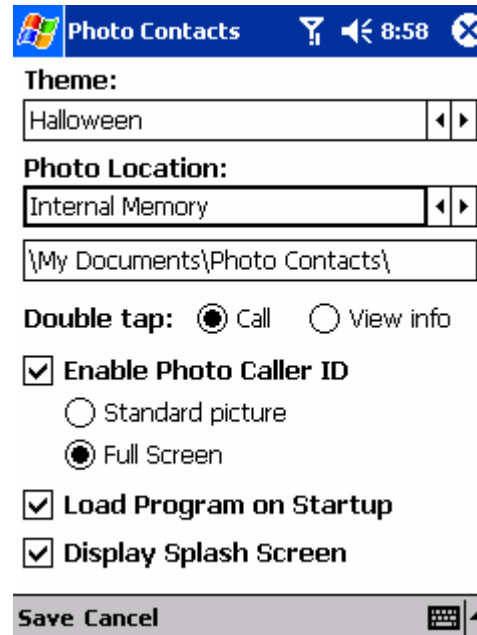 Photo Contacts 8:58
Theme:
Halloween
Photo Location:
Internal Memory
\My Documents\Photo Contacts\
Double tap: Call View info
Enable Photo Caller ID
Standard picture
Full Screen
Load Program on Startup
Display Splash Screen
Save Cancel